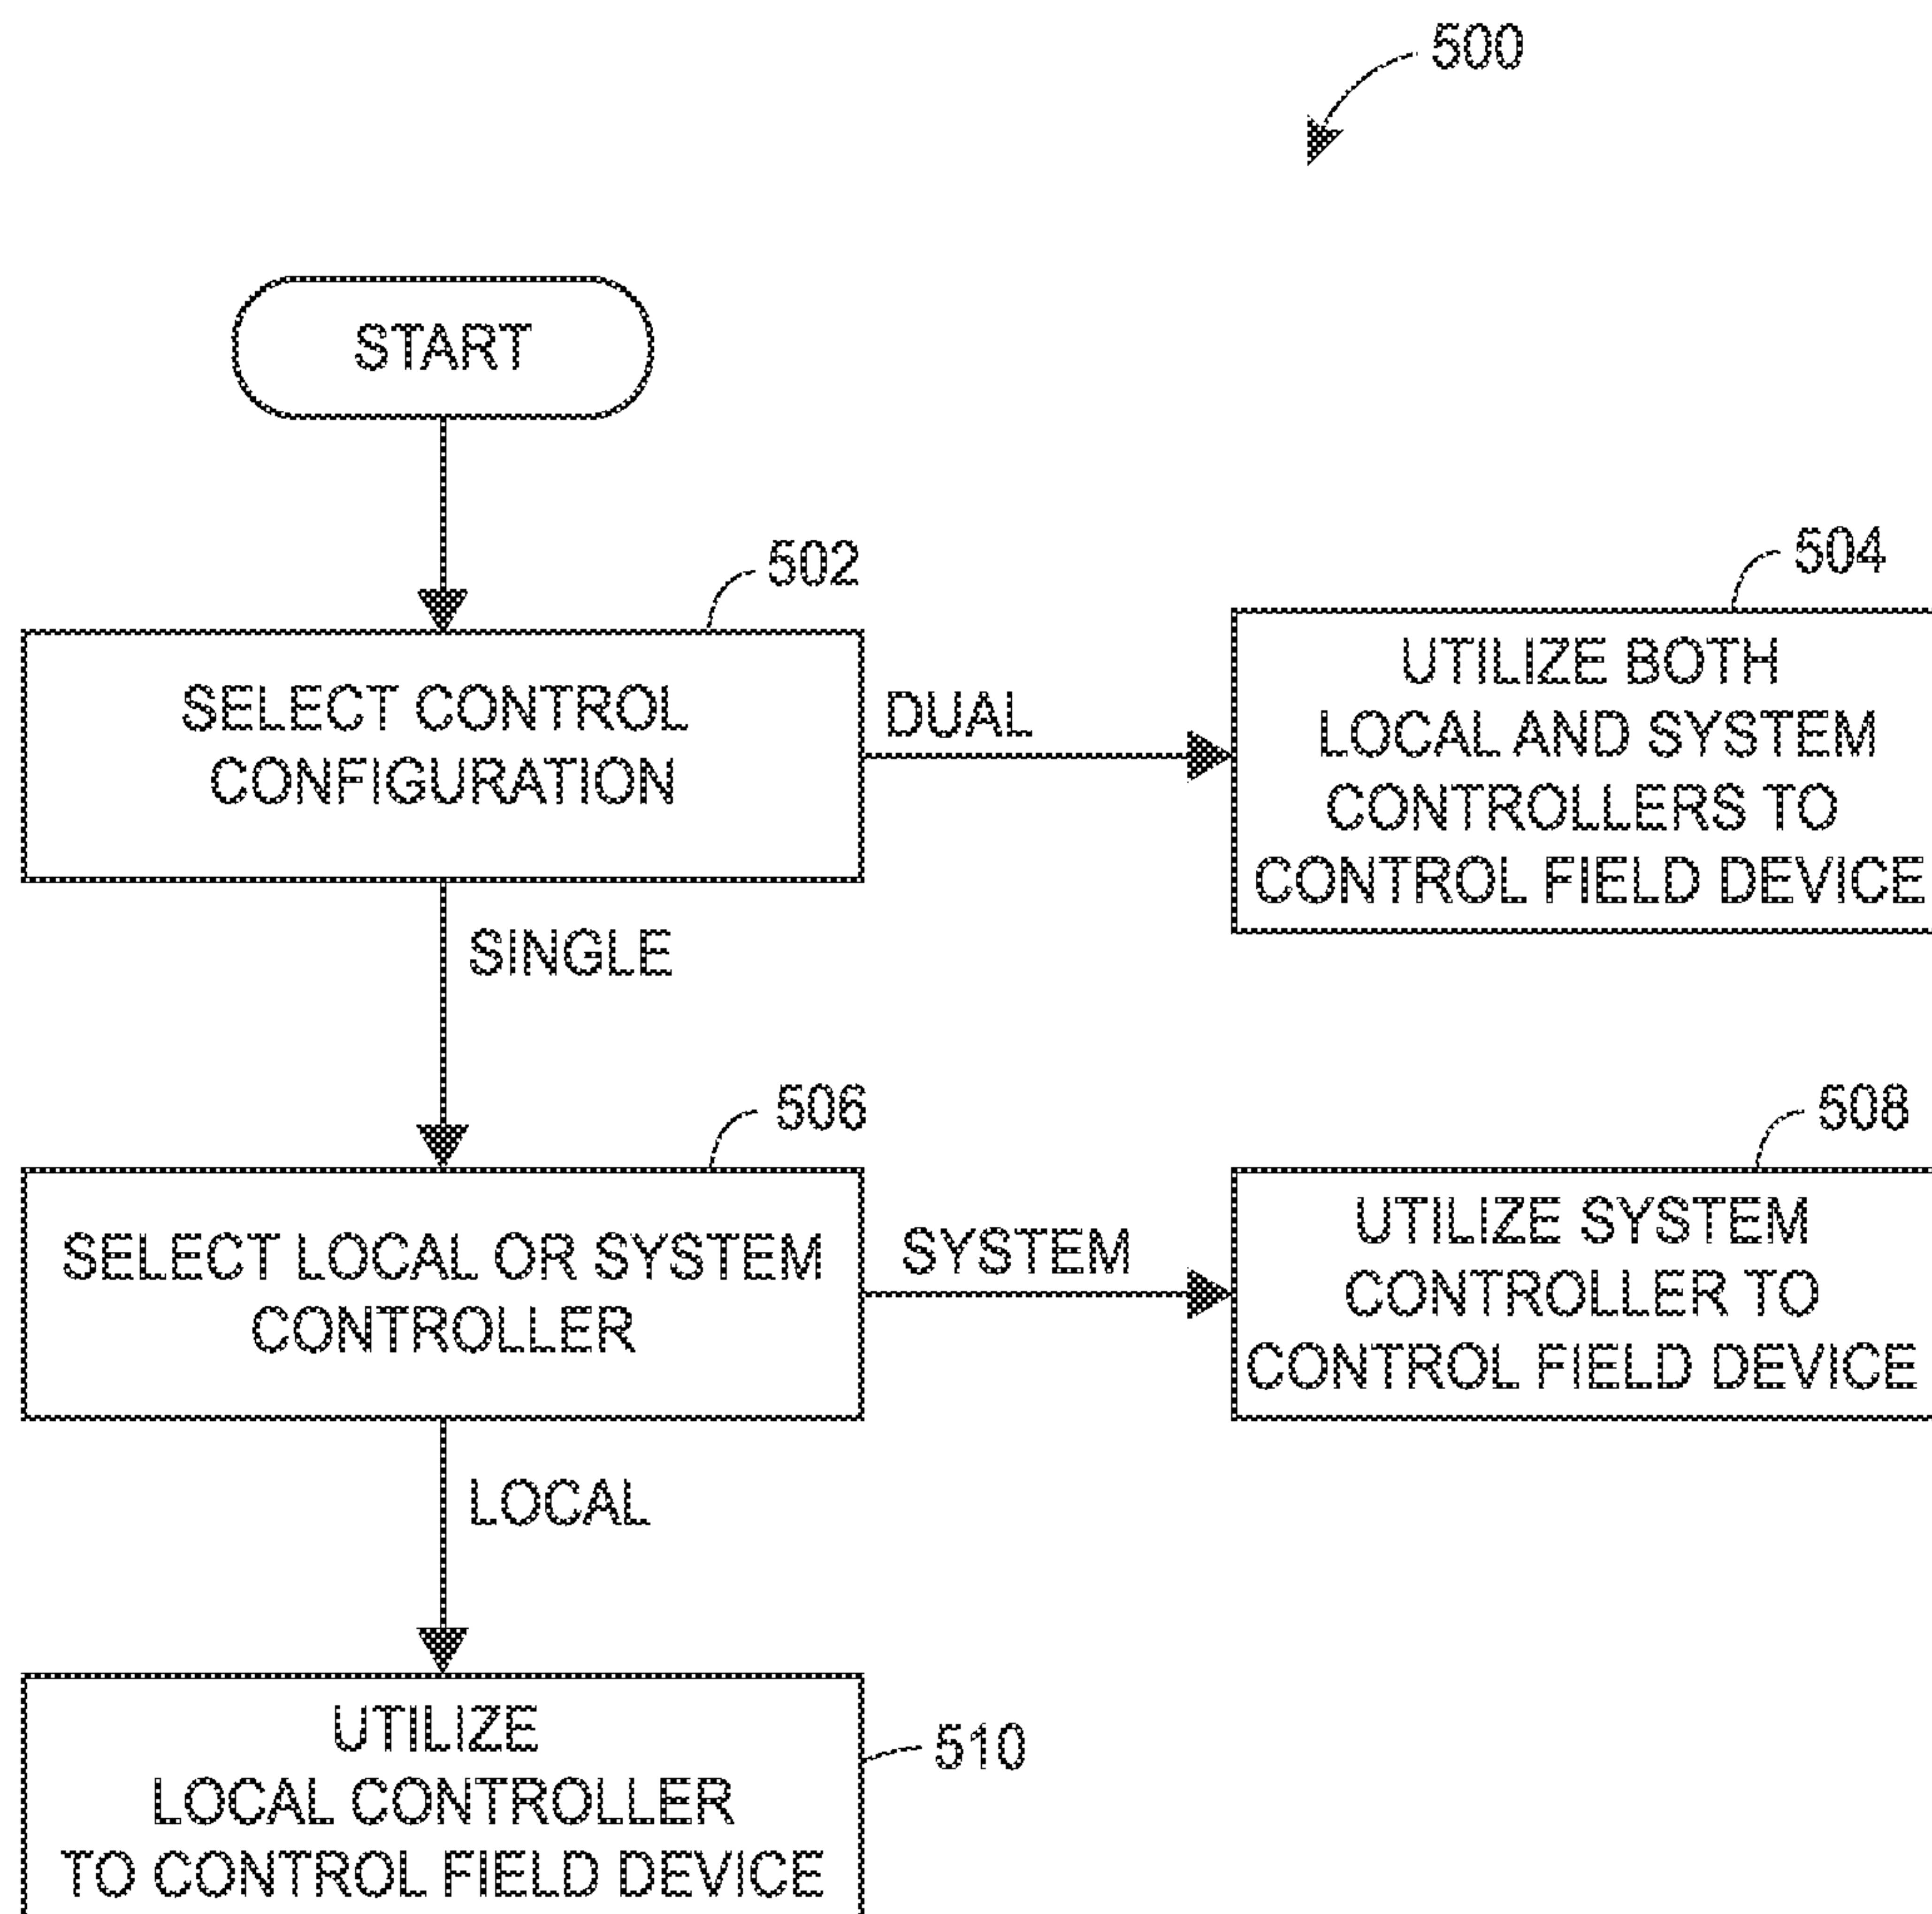 500
START
502
SELECT CONTROL
CONFIGURATION
DUAL
504
UTILIZE BOTH
LOCAL AND SYSTEM
CONTROLLERS TO
CONTROL FIELD DEVICE
SINGLE
506
SELECT LOCAL OR SYSTEM
CONTROLLER
SYSTEM
508
UTILIZE SYSTEM
CONTROLLER TO
CONTROL FIELD DEVICE
LOCAL
UTILIZE
LOCAL CONTROLLER
TO CONTROL FIELD DEVICE
510